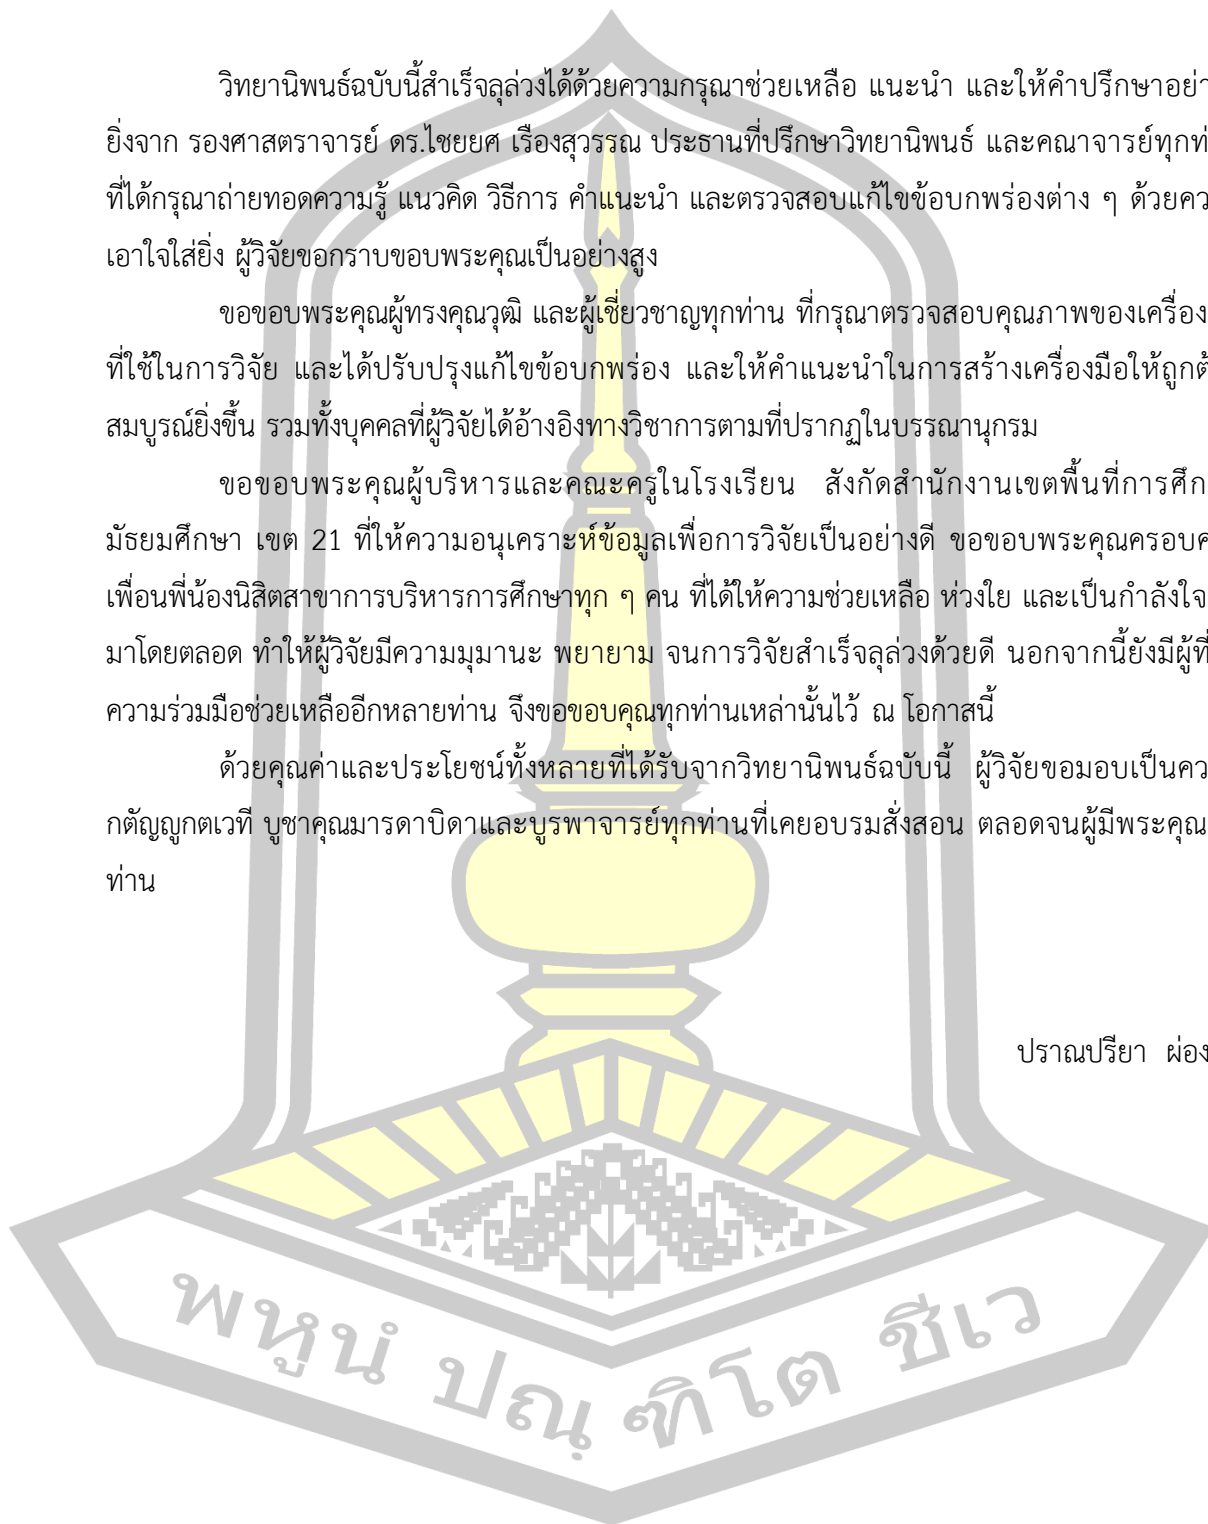 วิทยานิพนธ์ฉบับนี้สำเร็จลุล่วงได้ด้วยความกรุณาช่วยเหลือ แนะนำ และให้คำปรึกษาอย่า
ยิ่งจาก รองศาสตราจารย์ ดร.ไชยยศ เรืองสุวรรณ ประธานที่ปรึกษาวิทยานิพนธ์ และคณาจารย์ทุกท่
ที่ได้กรุณาถ่ายทอดความรู้ แนวคิด วิธีการ คำแนะนำ และตรวจสอบแก้ไขข้อบกพร่องต่าง ๆ ด้วยคว
เอาใจใส่ยิ่ง ผู้วิจัยขอกราบขอบพระคุณเป็นอย่างสูง
ขอขอบพระคุณผู้ทรงคุณวุฒิ และผู้เชี่ยวชาญทุกท่าน ที่กรุณาตรวจสอบคุณภาพของเครื่อง
ที่ใช้ในการวิจัย และได้ปรับปรุงแก้ไขข้อบกพร่อง และให้คำแนะนำในการสร้างเครื่องมือให้ถูกต้
สมบูรณ์ยิ่งขึ้น รวมทั้งบุคคลที่ผู้วิจัยได้อ้างอิงทางวิชาการตามที่ปรากฏในบรรณานุกรม
ขอขอบพระคุณผู้บริหารและคณะครูในโรงเรียน สังกัดสำนักงานเขตพื้นที่การศึก
มัธยมศึกษา เขต 21 ที่ให้ความอนุเคราะห์ข้อมูลเพื่อการวิจัยเป็นอย่างดี ขอขอบพระคุณครอบค
เพื่อนพี่น้องนิสิตสาขาการบริหารการศึกษาทุก ๆ คน ที่ได้ให้ความช่วยเหลือ ห่วงใย และเป็นกำลังใจ
มาโดยตลอด ทำให้ผู้วิจัยมีความมุมานะ พยายาม จนการวิจัยสำเร็จลุล่วงด้วยดี นอกจากนี้ยังมีผู้ที่
ความร่วมมือช่วยเหลืออีกหลายท่าน จึงขอขอบคุณทุกท่านเหล่านั้นไว้ ณ โอกาสนี้
ด้วยคุณค่าและประโยชน์ทั้งหลายที่ได้รับจากวิทยานิพนธ์ฉบับนี้ ผู้วิจัยขอมอบเป็นคว
กตัญญูกตเวที บูชาคุณมารดาบิดาและบูรพาจารย์ทุกท่านที่เคยอบรมสั่งสอน ตลอดจนผู้มีพระคุณ
ท่าน
ปราณปรียา ผ่อง
พหูนํ ปณฺฑิโต ชีเว